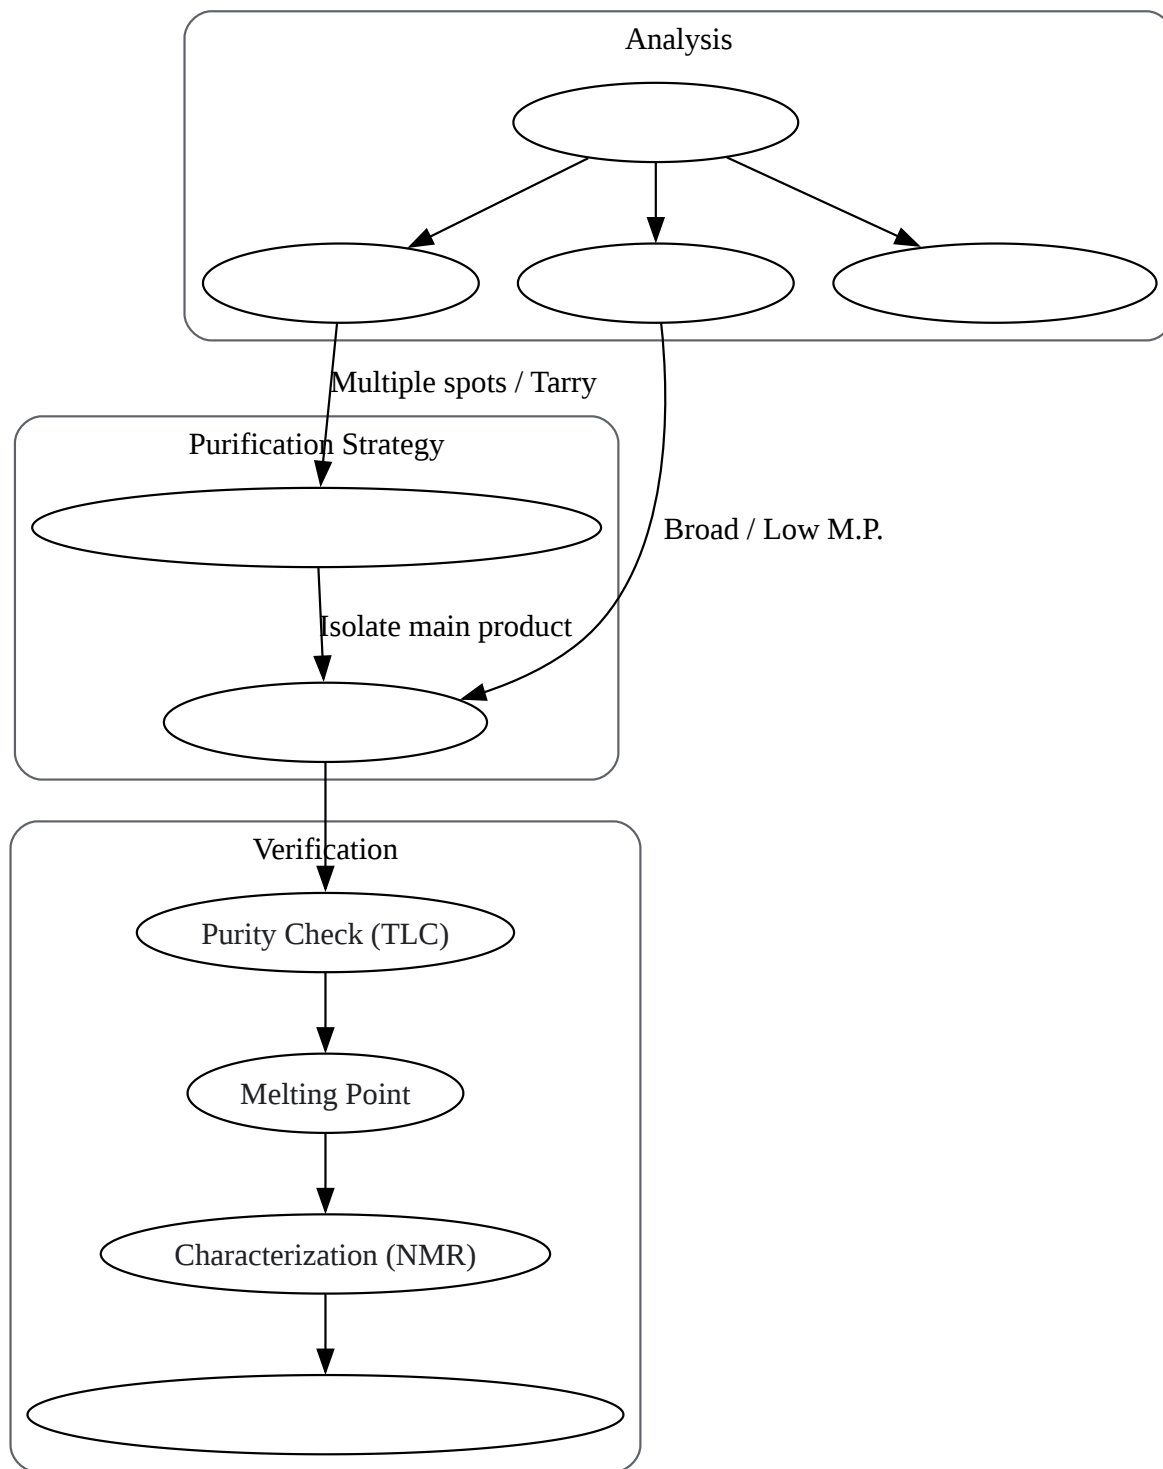 Analysis
Multiple spots / Tarry
Purification Strategy
Broad / Low M.P.
Isolate main product
Verification
Purity Check (TLC)
Melting Point
Characterization (NMR)